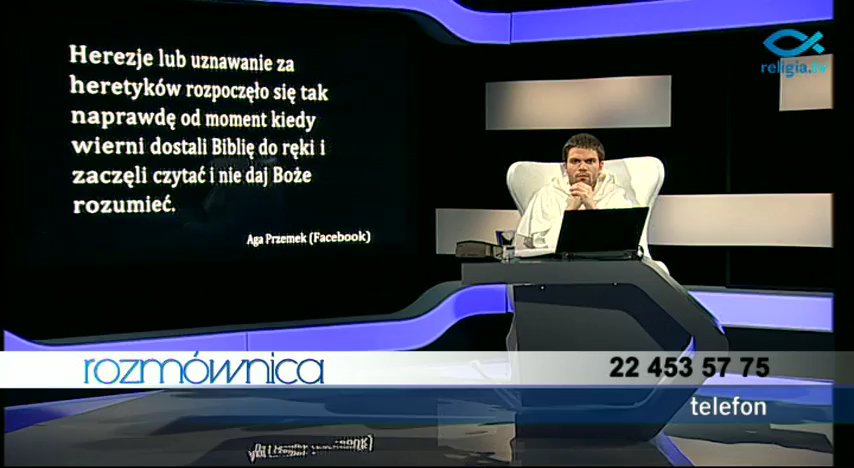 Herezje lub uznawanie za
heretyków rozpoczęło się tak
naprawdę od moment kiedy
wierni dostali Biblię do ręki i
zaczęli czytać i nie daj Boże
rozumieć.
Aga Przemek (Facebook)
religia.tv
rozmównica
22 453 57 75
telefon